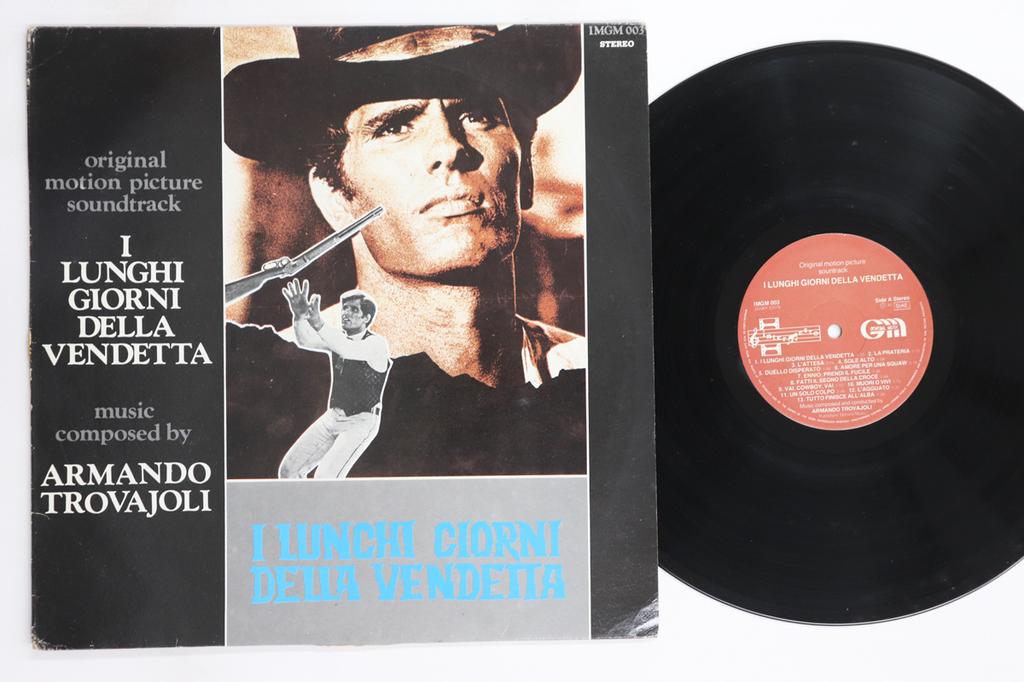 original
motion picture
soundtrack
I
LUNGHI
GIORNI
DELLA
VENDETTA
music
composed by
ARMANDO
TROVAJOLI
1MGM 003
STEREO
I LUNGHI GIORNI
DELLA VENDETTA
Original motion picture
soundtrack
I LUNGHI GIORNI DELLA VENDETTA
IMGM 003
Side A Stereo
GM
1. I LUNGHI GIORNI DELLA VENDETTA 2. LA PRATERIA
3. L'ATTESA 4. SOLE ALTO
5. DUELLO DISPERATO 6. AMORE PER UNA SQUAW
7. ENNO: PRENDI IL FUCILE
8. FATTI IL SEGNO DELLA CROCE
9. VAI, COWBOY, VAI 10. MUORI O VIVI
11. UN SOLO COLPO 12. L'AGGUATO
13. TUTTO FINISCE ALL'ALBA
Music composed and conducted by
ARMANDO TROVAJOLI